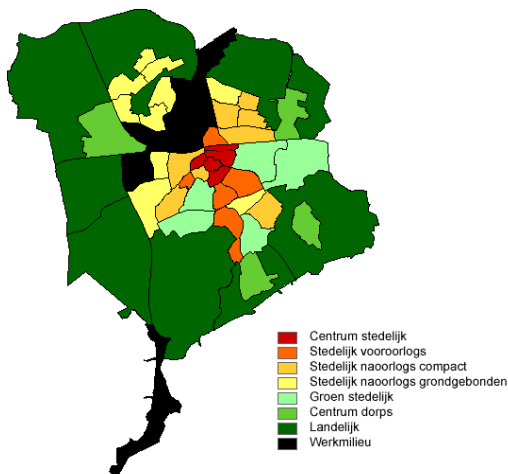 Centrum stedelijk
Stedelijk vooroorlogs
Stedelijk naoorlogs compact
Stedelijk naoorlogs grondgebonden
Groen stedelijk
Centrum dorps
Landelijk
Werkmilieu